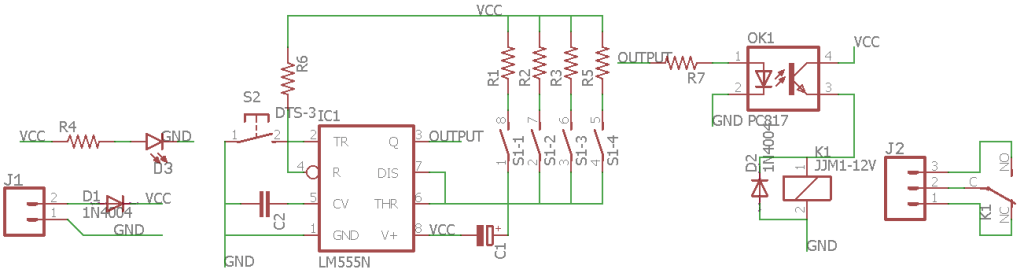 VCC
R6
R1
R2
R3
R5
OUTPUT
R7
OK1
1
2
4
3
VCC
GND
PC817
S2
DTS-3
1
2
IC1
2
TR
4
R
5
CV
1
GND
Q
3
OUTPUT
DIS
7
THR
6
V+
8
VCC
LM555N
C1
+
C2
GND
8
7
6
5
1
2
3
4
S1-1
S1-2
S1-3
S1-4
VCC
R4
GND
D3
J1
2
1
D1
1N4004
VCC
GND
D2
1N4004
K1
JJM1-12V
1
2
GND
J2
3
2
1
NO
C
NC
K1